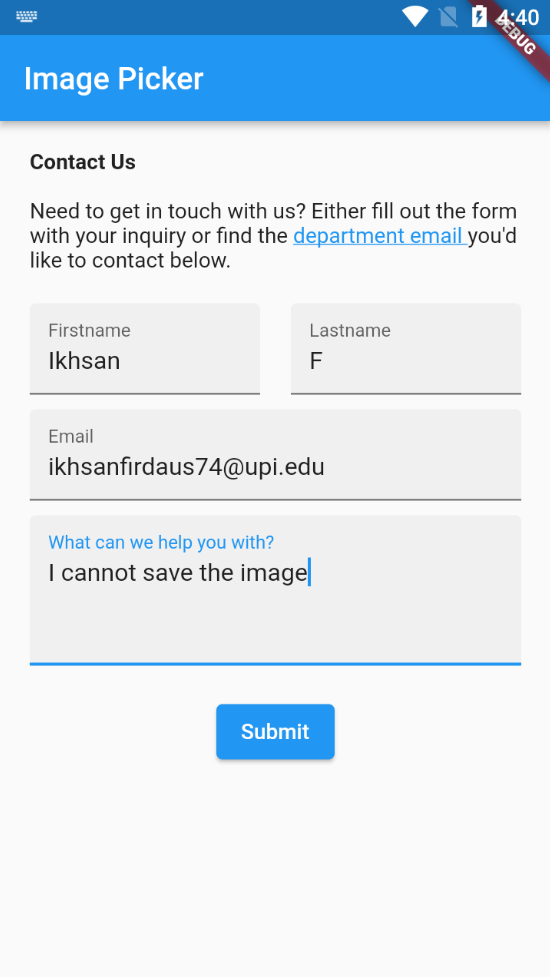 4:40
DEBUG
Image Picker
Contact Us
Need to get in touch with us? Either fill out the form
with your inquiry or find the department email you'd
like to contact below.
Firstname
Ikhsan
Lastname
F
Email
ikhsanfirdaus74@upi.edu
What can we help you with?
I cannot save the image
Submit